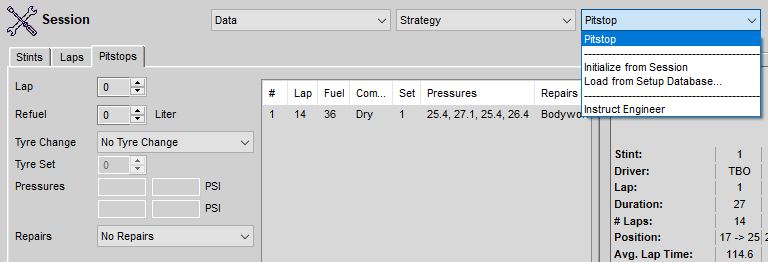 Session
Data
Strategy
Pitstop
Pitstop
Initialize from Session
Load from Setup Database...
Instruct Engineer
Stints Laps Pitstops
Lap 0
Refuel 0 Liter
Tyre Change No Tyre Change
Tyre Set 0
Pressures PSI
PSI
Repairs No Repairs
# Lap Fuel Com... Set Pressures Repairs
1 14 36 Dry 1 25.4, 27.1, 25.4, 26.4 Bodywo
Stint: 1
Driver: TBO
Lap: 1
Duration: 27
# Laps: 14
Position: 17 -> 25
Avg. Lap Time: 114.6